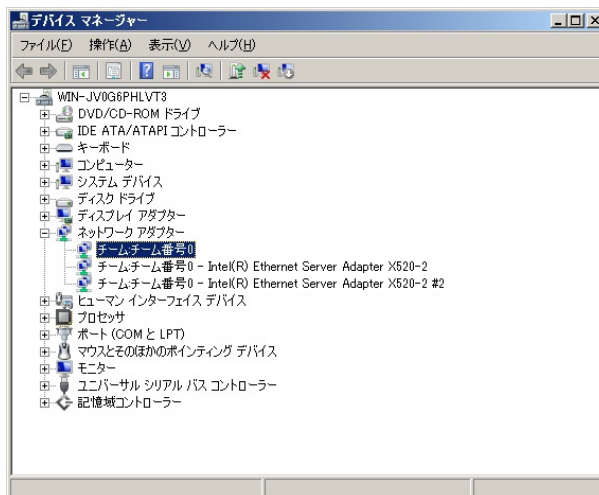 デバイス マネージャー
ファイル(F) 操作(A) 表示(V) ヘルプ(H)
WIN-JV0G6PHLVT3
DVD/CD-ROM ドライブ
IDE ATA/ATAPI コントローラー
キーボード
コンピューター
システム デバイス
ディスク ドライブ
ディスプレイ アダプター
ネットワーク アダプター
チーム:チーム番号0
チーム:チーム番号0 - Intel(R) Ethernet Server Adapter X520-2
チーム:チーム番号0 - Intel(R) Ethernet Server Adapter X520-2 #2
ヒューマン インターフェイス デバイス
プロセッサ
ポート (COM と LPT)
マウスとそのほかのポインティング デバイス
モニター
ユニバーサル シリアル バス コントローラー
記憶域コントローラー